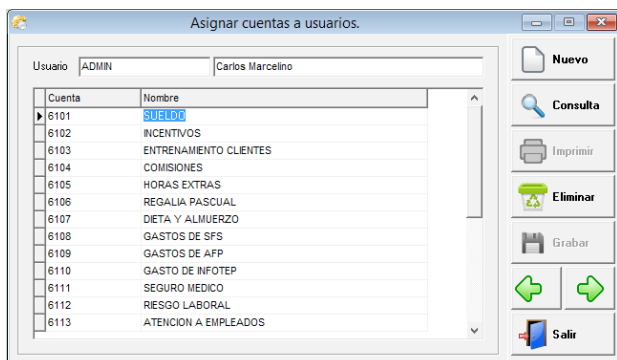 Asignar cuentas a usuarios.
Usuario ADMIN Carlos Marcelino
Cuenta Nombre
6101 SUELDO
6102 INCENTIVOS
6103 ENTRENAMIENTO CLIENTES
6104 COMISIONES
6105 HORAS EXTRAS
6106 REGALIA PASCUAL
6107 DIETA Y ALMUERZO
6108 GASTOS DE SFS
6109 GASTOS DE AFP
6110 GASTO DE INFOTEP
6111 SEGURO MEDICO
6112 RIESGO LABORAL
6113 ATENCION A EMPLEADOS
Nuevo
Consulta
Imprimir
Eliminar
Grabar
Salir